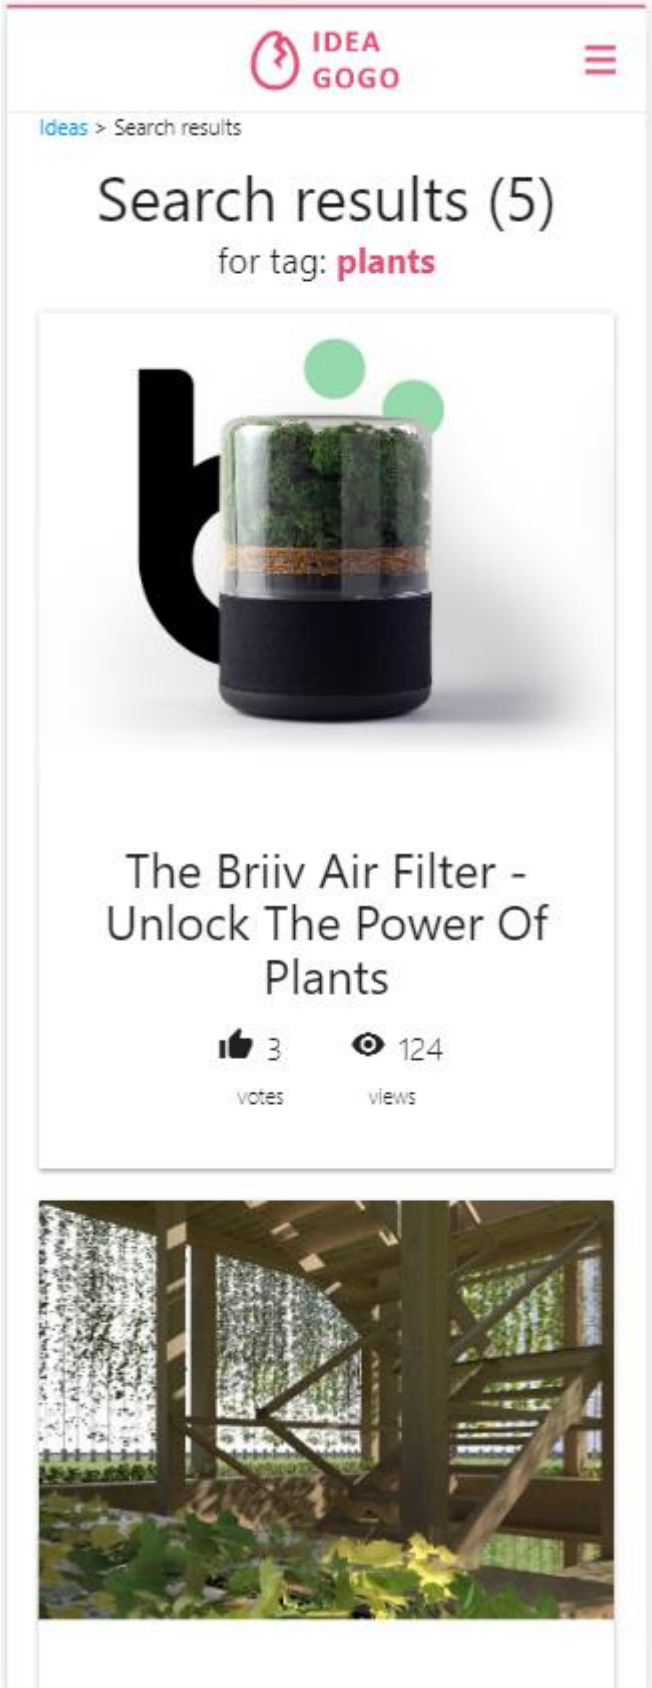 IDEA
GOGO
Ideas > Search results
Search results (5)
for tag: plants
b
The Briiv Air Filter -
Unlock The Power Of
Plants
3 124
votes views